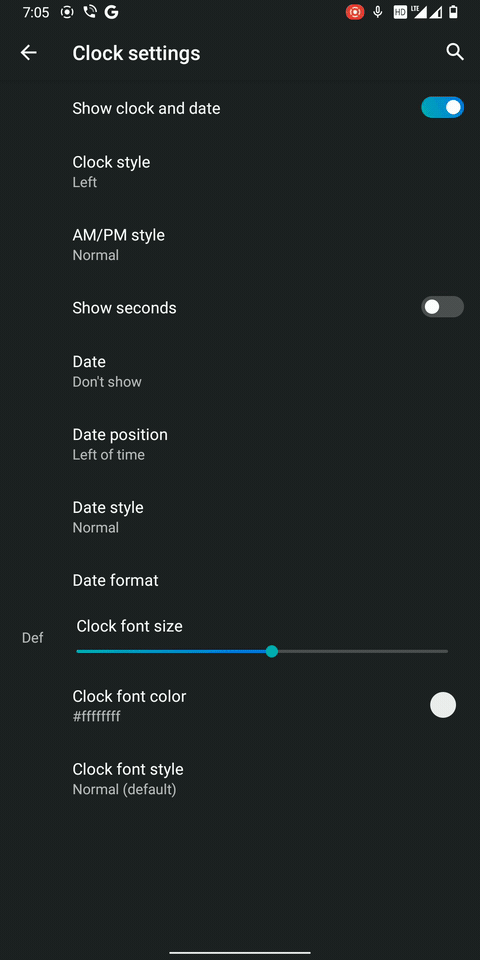 7:05
HD LTE
Clock settings
Show clock and date
Clock style
Left
AM/PM style
Normal
Show seconds
Date
Don't show
Date position
Left of time
Date style
Normal
Date format
Clock font size
Def
Clock font color
#ffffffff
Clock font style
Normal (default)